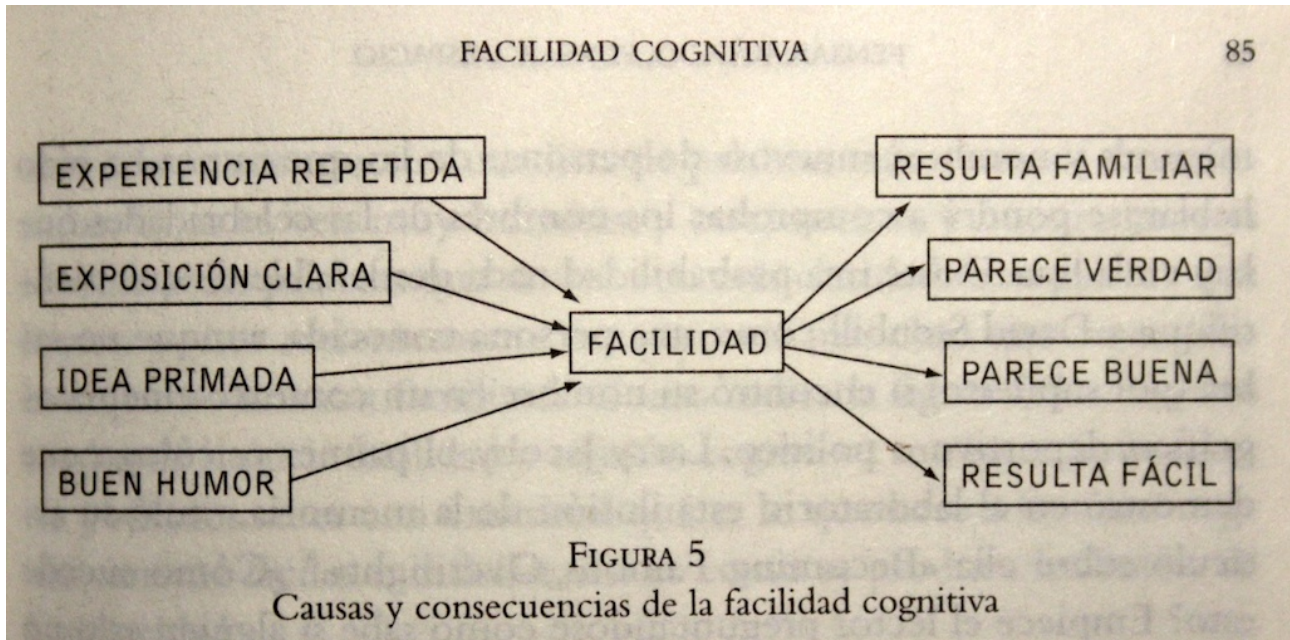 FACILIDAD COGNITIVA 85
EXPERIENCIA REPETIDA
EXPOSICIÓN CLARA
IDEA PRIMADA
BUEN HUMOR
FACILIDAD
RESULTA FAMILIAR
PARECE VERDAD
PARECE BUENA
RESULTA FÁCIL
FIGURA 5
Causas y consecuencias de la facilidad cognitiva